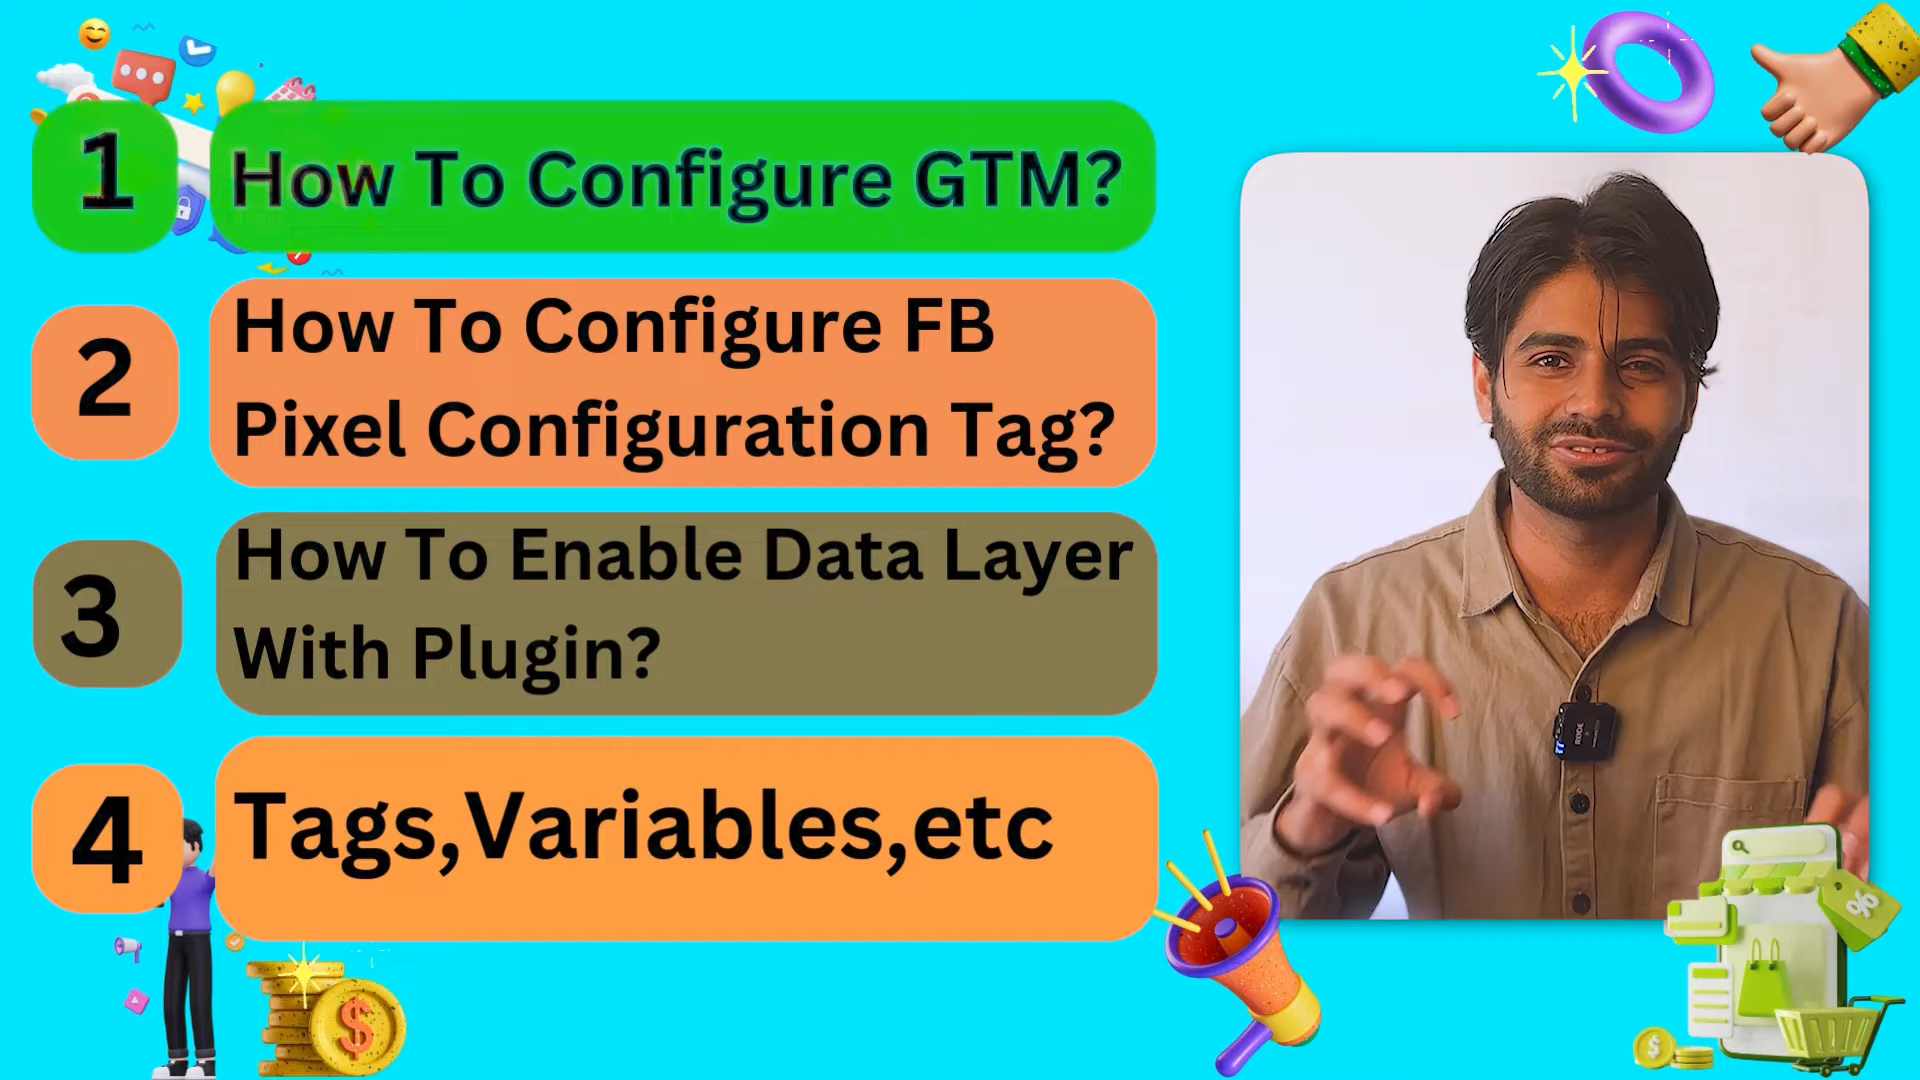 1
How To Configure GTM?
2
How To Configure FB
Pixel Configuration Tag?
3
How To Enable Data Layer
With Plugin?
4
Tags,Variables,etc
RODE
%
$
$